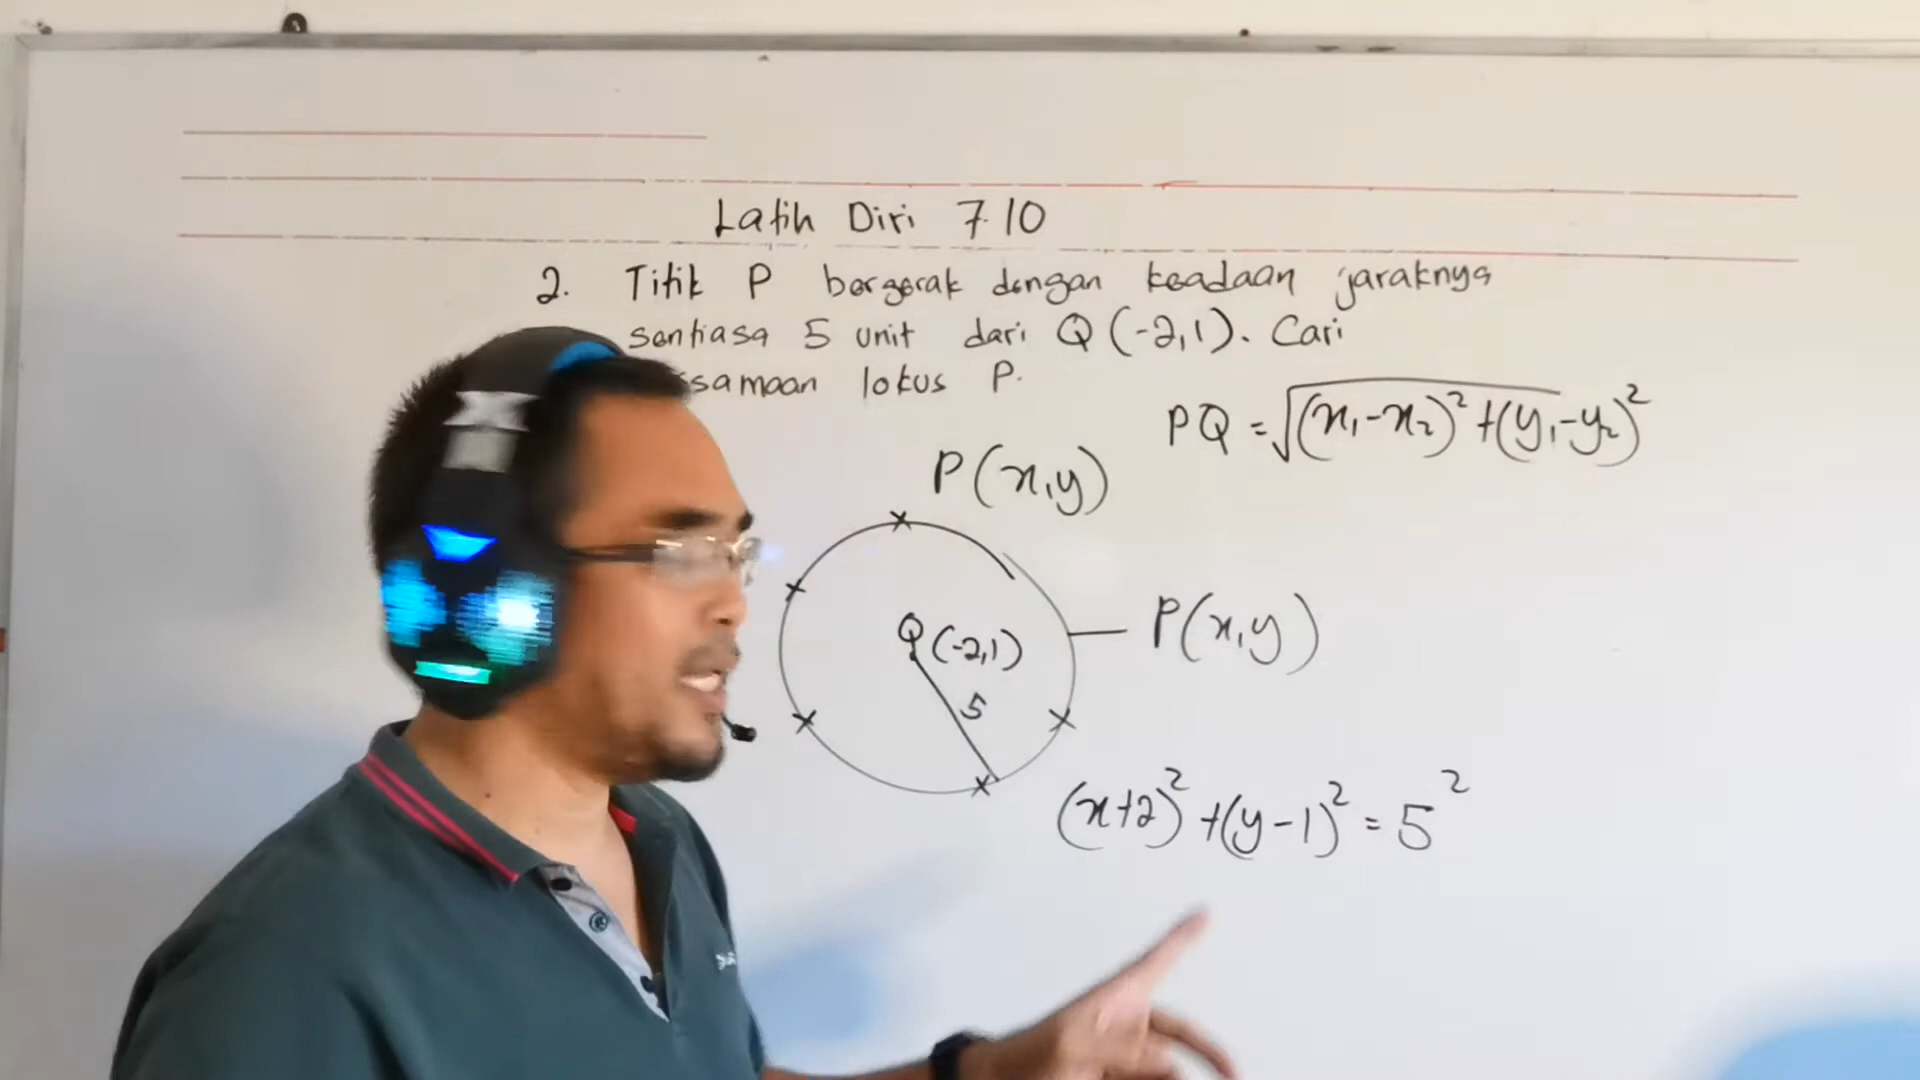 Latih Diri 7.10
2. Titik P bergerak dengan keadaan jaraknya
sentiasa 5 unit dari Q (-2,1). Cari
samaan lokus P.
PQ = √(x₁-x₂)² + (y₁-y₂)²
P(x,y)
Q (-2,1)
P(x,y)
5
(x+2)² + (y-1)² = 5²